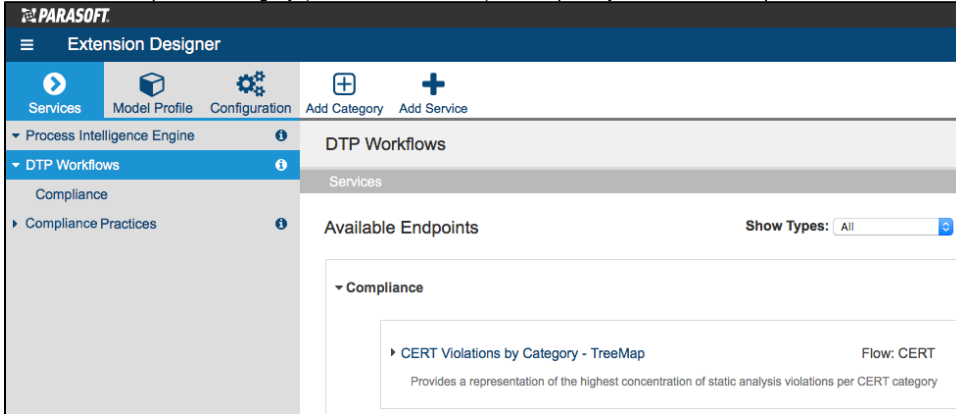 PARASOFT.
Extension Designer
Services Model Profile Configuration Add Category Add Service
Process Intelligence Engine
DTP Workflows
Compliance
Compliance Practices
DTP Workflows
Services
Available Endpoints Show Types: All
Compliance
CERT Violations by Category - TreeMap Flow: CERT
Provides a representation of the highest concentration of static analysis violations per CERT category